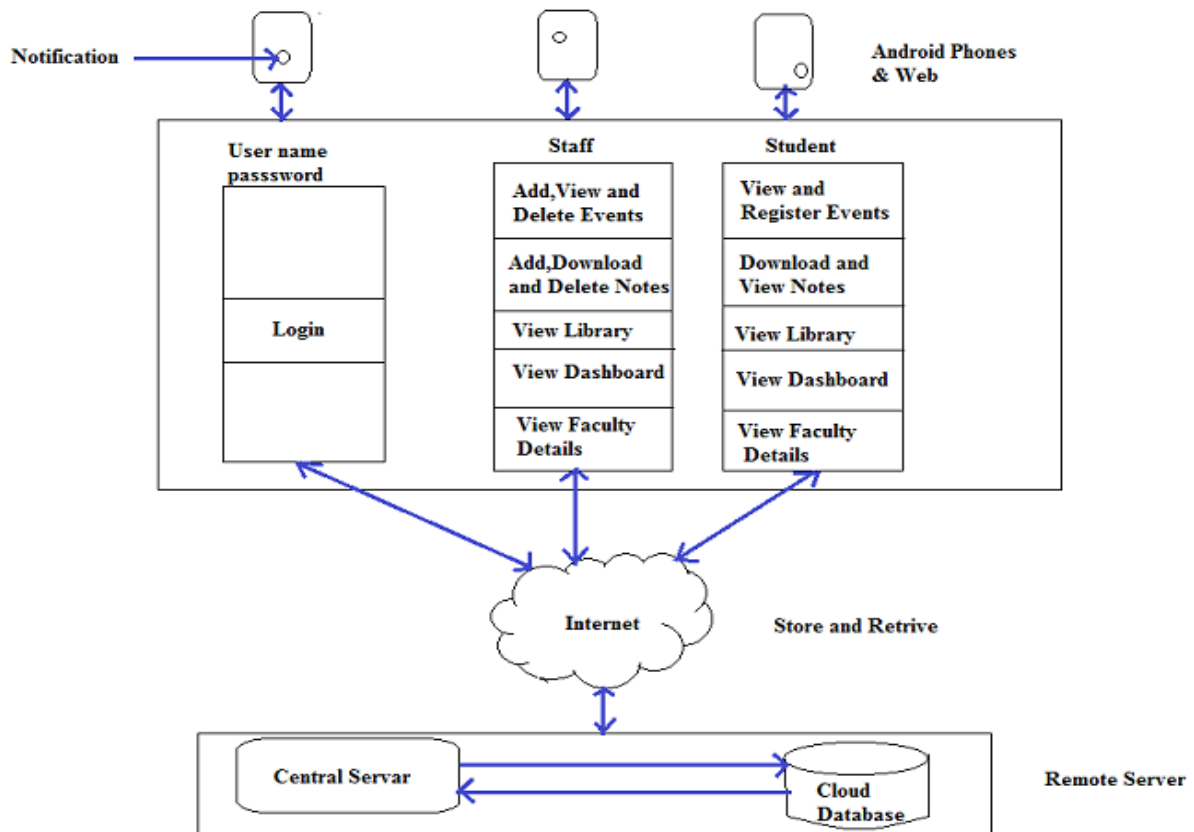 Notification
Android Phones
& Web
User name
passsword
Login
Staff
Add,View and
Delete Events
Add,Download
and Delete Notes
View Library
View Dashboard
View Faculty
Details
Student
View and
Register Events
Download and
View Notes
View Library
View Dashboard
View Faculty
Details
Internet
Store and Retrive
Central Servar
Cloud
Database
Remote Server